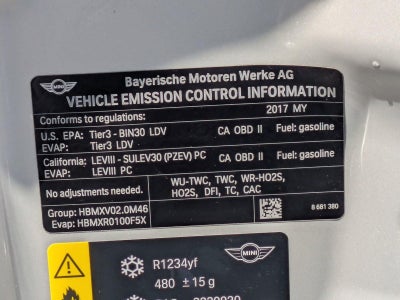 MINI
Bayerische Motoren Werke AG
VEHICLE EMISSION CONTROL INFORMATION
Conforms to regulations: 2017 MY
U.S. EPA: Tier3 - BIN30 LDV CA OBD II Fuel: gasoline
EVAP: Tier3 LDV
California: LEVIII - SULEV30 (PZEV) PC CA OBD II Fuel: gasoline
EVAP: LEVIII PC
No adjustments needed.
WU-TWC, TWC, WR-HO2S,
HO2S, DFI, TC, CAC
Group: HBMXV02.0M46
Evap: HBMXR0100F5X
8 681 380
MINI
R1234yf
480 ± 15 g